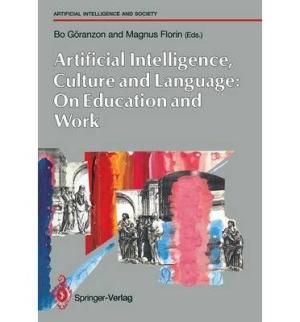 ARTIFICIAL INTELLIGENCE AND SOCIETY
Bo Göranzon and Magnus Florin (Eds.)
Artificial Intelligence,
Culture and Language:
On Education and
Work
Springer-Verlag